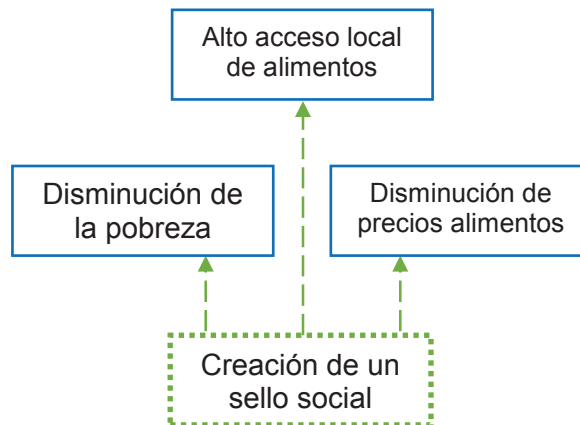 Alto acceso local
de alimentos
Disminución de
la pobreza
Disminución de
precios alimentos
Creación de un
sello social